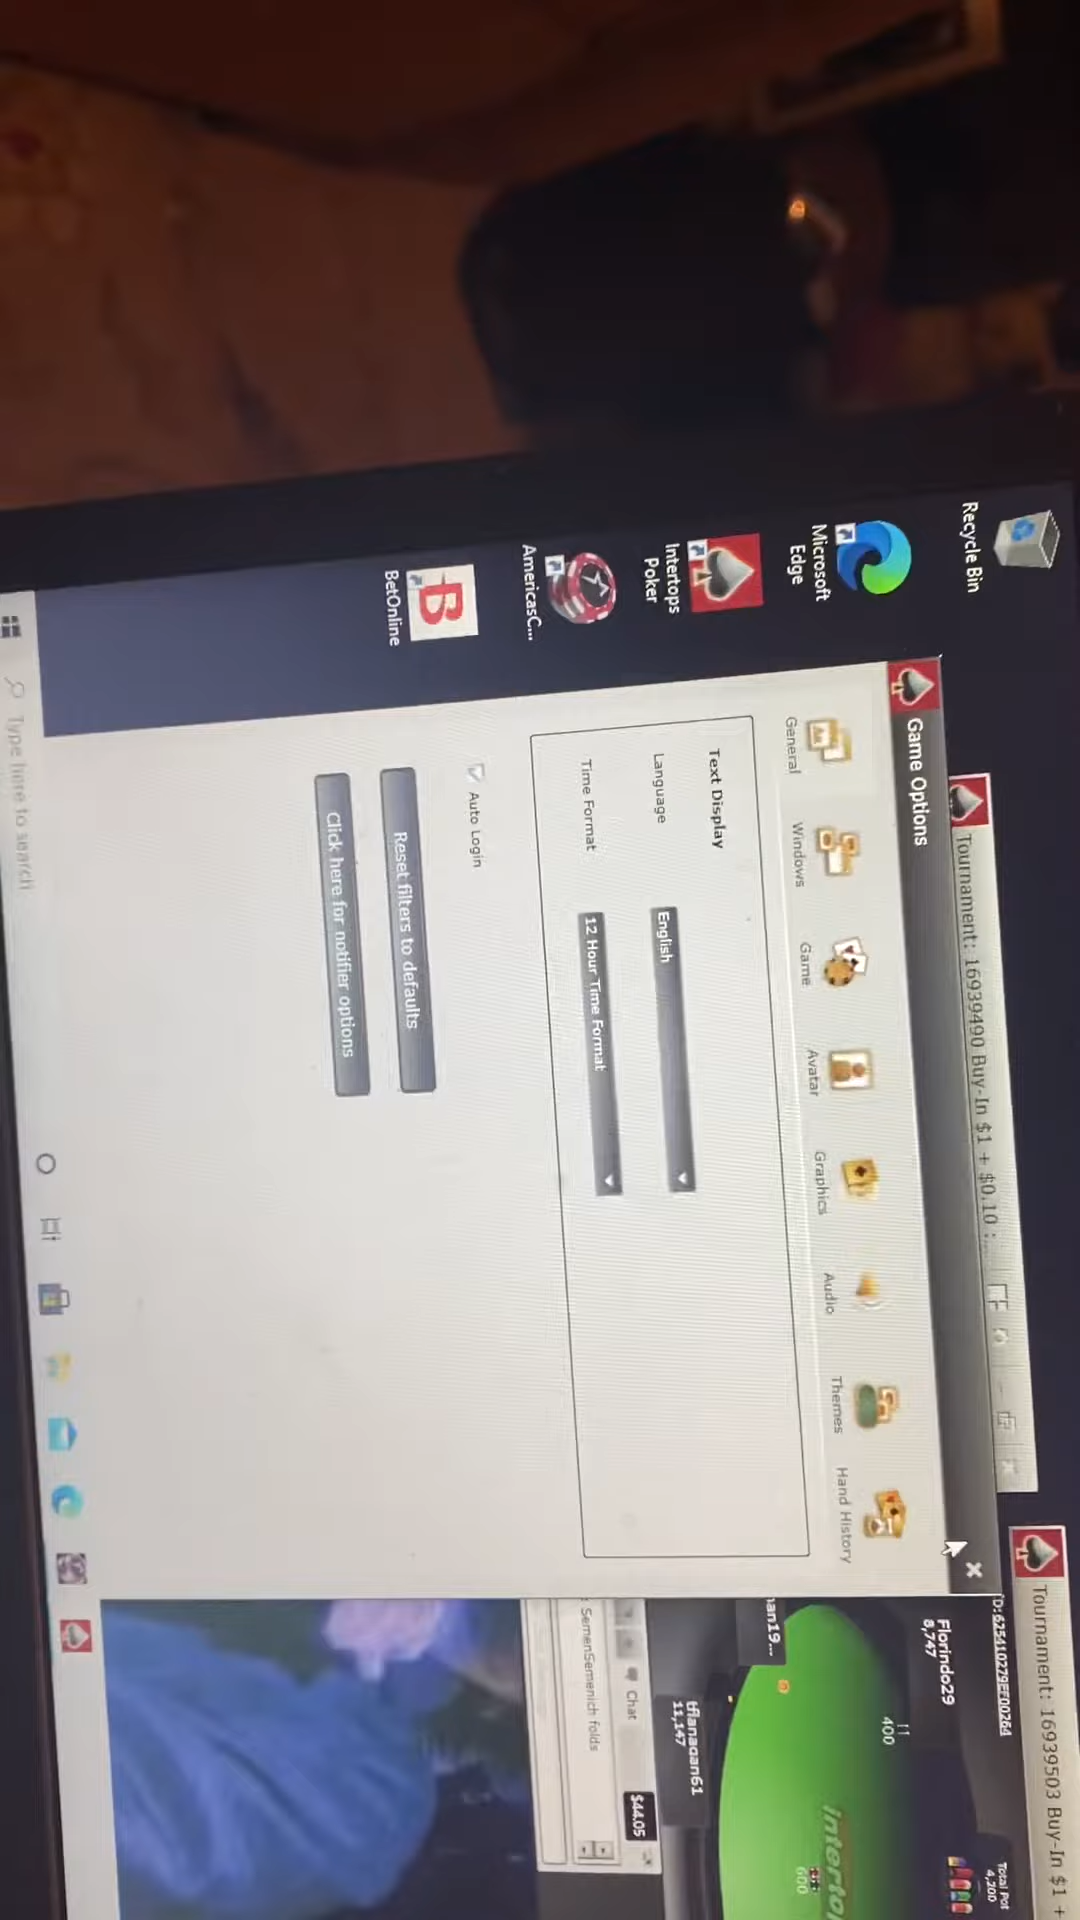 Recycle Bin
Microsoft
Edge
Intertops
Poker
AmericasC...
BetOnline
Tournament: 16939490 Buy-In $1 + $0.10 :...
Game Options
General
Windows
Game
Avatar
Graphics
Audio
Themes
Hand History
Text Display
Language
English
Time Format
12 Hour Time Format
Auto Login
Reset filters to defaults
Click here for notifier options
Tournament: 16939503 Buy-In $1 +
Florindo29
8,747
400
Total Pot
4,200
600
tflanagan61
11,147
Chat
$44.05
: SemenSemenich folds
Type here to search